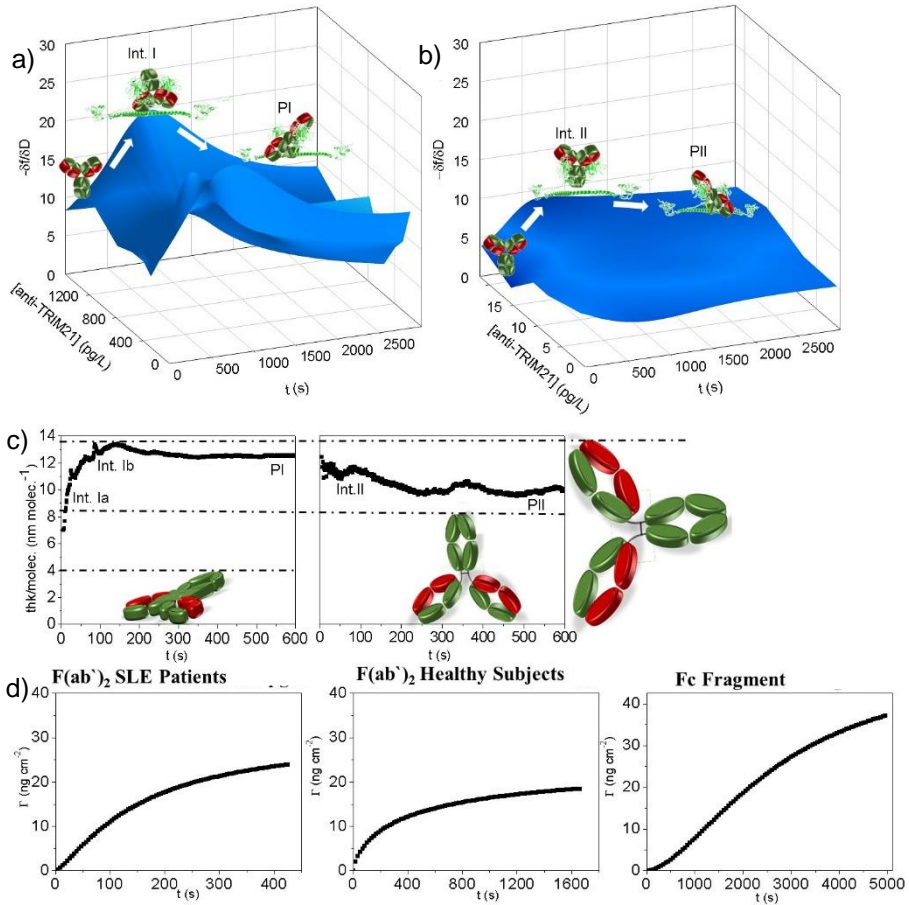 a)
b)
30
25
20
15
10
5
0
-δf/δD
Int. I
PI
1200
800
400
0
[anti-TRIM21] (pg/L)
0
500
1000
1500
2000
2500
t (s)
30
25
20
15
10
5
0
-δf/δD
Int. II
PII
15
10
5
0
[anti-TRIM21] (pg/L)
0
500
1000
1500
2000
2500
t (s)
c)
14
12
10
8
6
4
2
0
thk/molec. (nm molec.⁻¹)
Int. Ia
Int. Ib
PI
0 100 200 300 400 500 600
t (s)
Int.II
PII
0 100 200 300 400 500 600
t (s)
d)
F(ab`)₂ SLE Patients
F(ab`)₂ Healthy Subjects
Fc Fragment
40
30
20
10
0
Γ (ng cm⁻²)
0 100 200 300 400
t (s)
40
30
20
10
0
Γ (ng cm⁻²)
0 400 800 1200 1600
t (s)
40
30
20
10
0
Γ (ng cm⁻²)
0 1000 2000 3000 4000 5000
t (s)